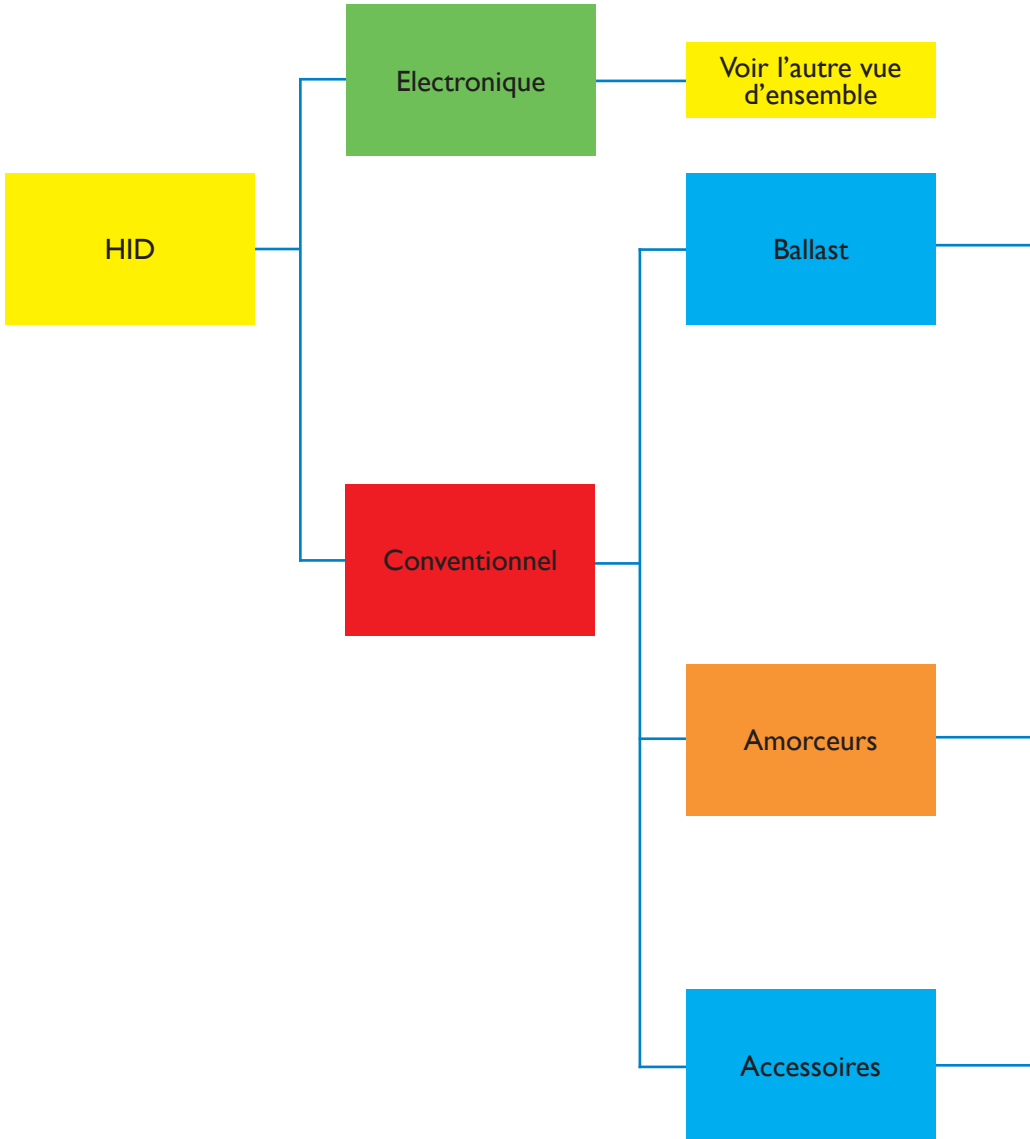 Electronique
Voir l'autre vue
d'ensemble
HID
Ballast
Conventionnel
Amorceurs
Accessoires